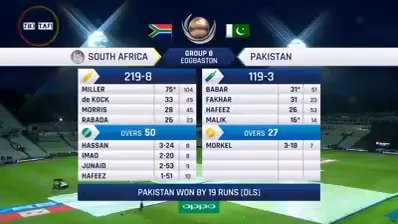 ZIKI TAFI
SOUTH AFRICA GROUP B EDGBASTON PAKISTAN
219-8 119-3
MILLER 75* 104 BABAR 31* 51
de KOCK 33 49 FAKHAR 31 23
MORRIS 28 45 HAFEEZ 26 53
RABADA 26 23 MALIK 16* 14
OVERS 50 OVERS 27
HASSAN 3-24 8 MORKEL 3-18 7
IMAD 2-20 8
JUNAID 2-53 9
HAFEEZ 1-51 10
PAKISTAN WON BY 19 RUNS (DLS)
oppo